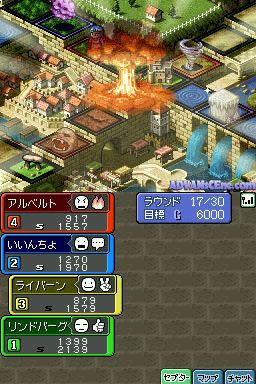 ADVANsCEne.com
アルベルト
4
917
s 1557
ラウンド 17/30
目標 G 6000
いいんちょ
2
1270
s 1970
ライバーン
3
879
s 1579
リンドバーグ
1
1399
s 2139
セプター マップ チャット